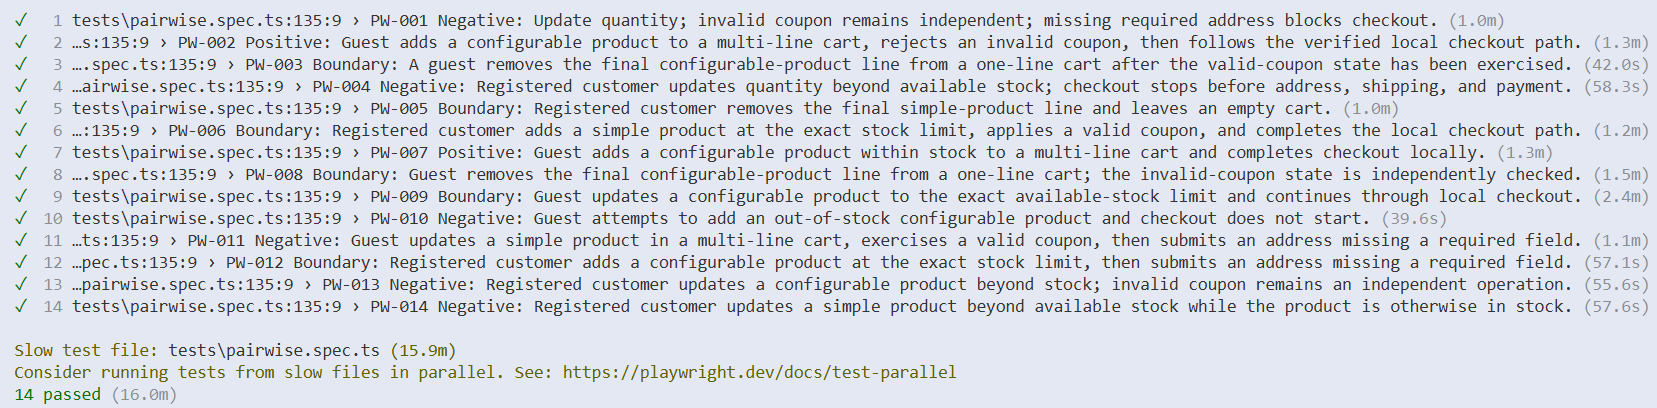 ✓ 1 tests\pairwise.spec.ts:135:9 › PW-001 Negative: Update quantity; invalid coupon remains independent; missing required address blocks checkout. (1.0m)
✓ 2 …s:135:9 › PW-002 Positive: Guest adds a configurable product to a multi-line cart, rejects an invalid coupon, then follows the verified local checkout path. (1.3m)
✓ 3 ….spec.ts:135:9 › PW-003 Boundary: A guest removes the final configurable-product line from a one-line cart after the valid-coupon state has been exercised. (42.0s)
✓ 4 …airwise.spec.ts:135:9 › PW-004 Negative: Registered customer updates quantity beyond available stock; checkout stops before address, shipping, and payment. (58.3s)
✓ 5 tests\pairwise.spec.ts:135:9 › PW-005 Boundary: Registered customer removes the final simple-product line and leaves an empty cart. (1.0m)
✓ 6 …:135:9 › PW-006 Boundary: Registered customer adds a simple product at the exact stock limit, applies a valid coupon, and completes the local checkout path. (1.2m)
✓ 7 tests\pairwise.spec.ts:135:9 › PW-007 Positive: Guest adds a configurable product within stock to a multi-line cart and completes checkout locally. (1.3m)
✓ 8 ….spec.ts:135:9 › PW-008 Boundary: Guest removes the final configurable-product line from a one-line cart; the invalid-coupon state is independently checked. (1.5m)
✓ 9 tests\pairwise.spec.ts:135:9 › PW-009 Boundary: Guest updates a configurable product to the exact available-stock limit and continues through local checkout. (2.4m)
✓ 10 tests\pairwise.spec.ts:135:9 › PW-010 Negative: Guest attempts to add an out-of-stock configurable product and checkout does not start. (39.6s)
✓ 11 …ts:135:9 › PW-011 Negative: Guest updates a simple product in a multi-line cart, exercises a valid coupon, then submits an address missing a required field. (1.1m)
✓ 12 …pec.ts:135:9 › PW-012 Boundary: Registered customer adds a configurable product at the exact stock limit, then submits an address missing a required field. (57.1s)
✓ 13 …pairwise.spec.ts:135:9 › PW-013 Negative: Registered customer updates a configurable product beyond stock; invalid coupon remains an independent operation. (55.6s)
✓ 14 tests\pairwise.spec.ts:135:9 › PW-014 Negative: Registered customer updates a simple product beyond available stock while the product is otherwise in stock. (57.6s)
Slow test file: tests\pairwise.spec.ts (15.9m)
Consider running tests from slow files in parallel. See: https://playwright.dev/docs/test-parallel
14 passed (16.0m)